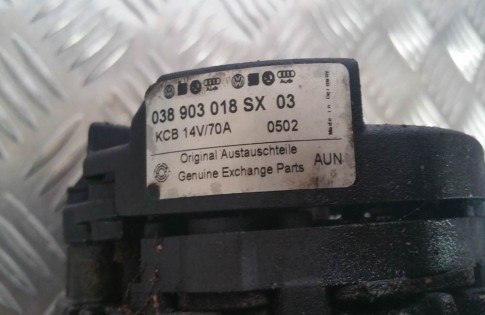 038 903 018 SX 03
KCB 14V/70A 0502
Original Austauschteile
Genuine Exchange Parts AUN